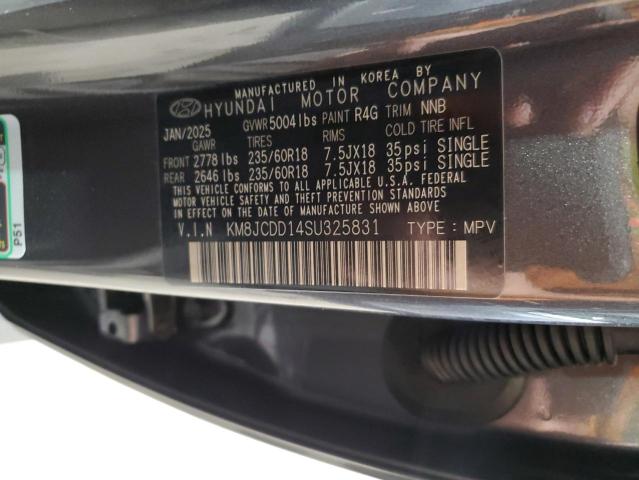 MANUFACTURED IN KOREA BY
HYUNDAI MOTOR COMPANY
JAN/2025 GVWR 5004lbs PAINT R4G TRIM NNB
GAWR TIRES RIMS COLD TIRE INFL
FRONT 2778 lbs 235/60R18 7.5JX18 35psi SINGLE
REAR 2646 lbs 235/60R18 7.5JX18 35psi SINGLE
THIS VEHICLE CONFORMS TO ALL APPLICABLE U.S.A. FEDERAL
MOTOR VEHICLE SAFETY AND THEFT PREVENTION STANDARDS
IN EFFECT ON THE DATE OF MANUFACTURE SHOWN ABOVE.
V.I.N KM8JCDD14SU325831 TYPE : MPV
P51